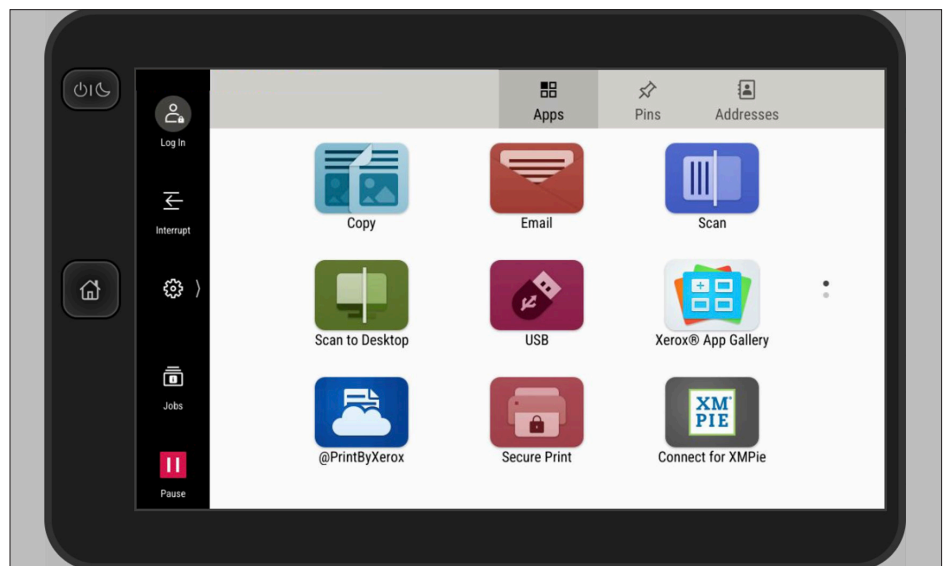 Log In
Interrupt
Jobs
Pause
Apps
Pins
Addresses
Copy
Email
Scan
Scan to Desktop
USB
Xerox® App Gallery
@PrintByXerox
Secure Print
XM
PIE
Connect for XMPie